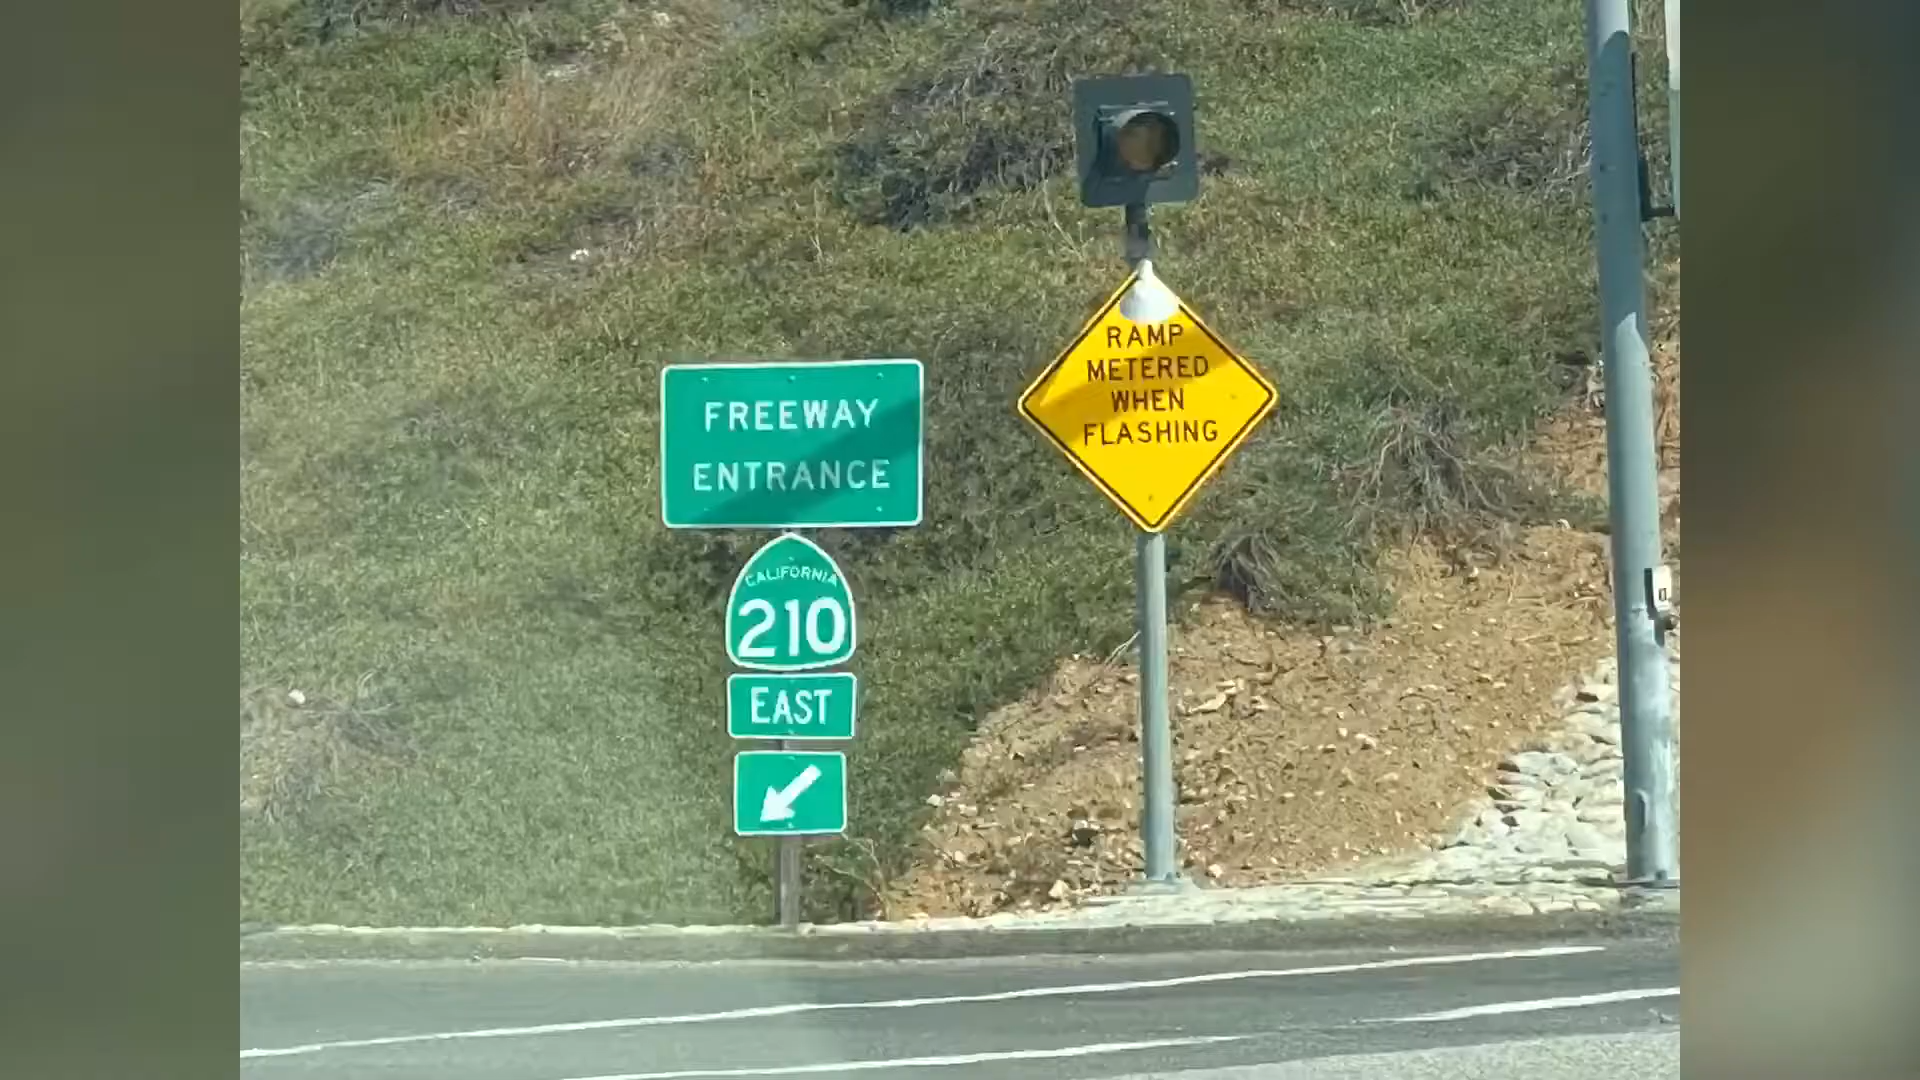 FREEWAY
ENTRANCE
CALIFORNIA
210
EAST
RAMP
METERED
WHEN
FLASHING